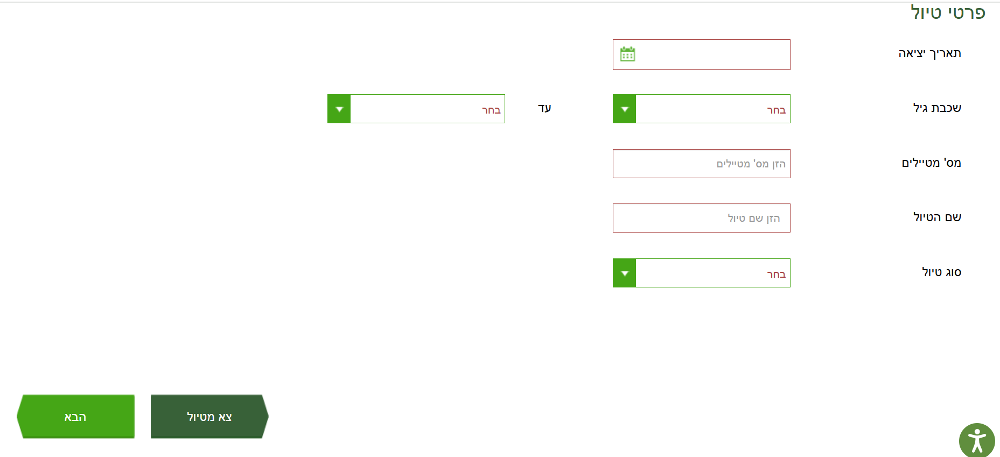 פרטי טיול
תאריך יציאה
שכבת גיל בחר עד בחר
מס' מטיילים הזן מס' מטיילים
שם הטיול הזן שם טיול
סוג טיול בחר
צא מטיול הבא